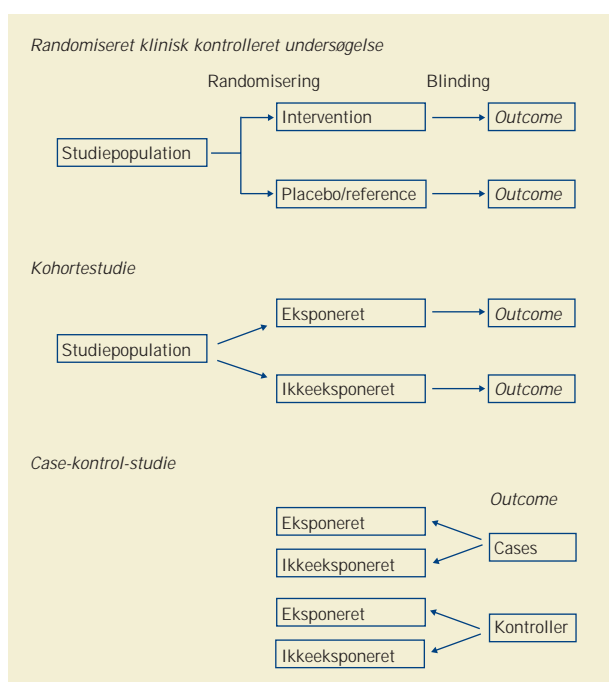 Randomiseret klinisk kontrolleret undersøgelse
Randomisering Blinding
Intervention Outcome
Studiepopulation
Placebo/reference Outcome
Kohortestudie
Eksponeret Outcome
Studiepopulation
Ikkeeksponeret Outcome
Case-kontrol-studie
Outcome
Eksponeret
Cases
Ikkeeksponeret
Eksponeret
Kontroller
Ikkeeksponeret